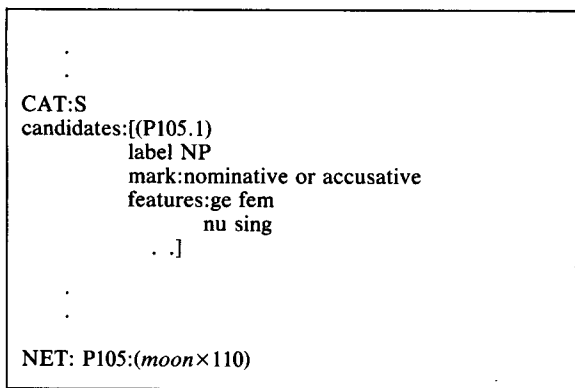 .
.
CAT:S
candidates:[(P105.1)
label NP
mark:nominative or accusative
features:ge fem
nu sing
. .]
.
.
NET: P105:(moon×110)